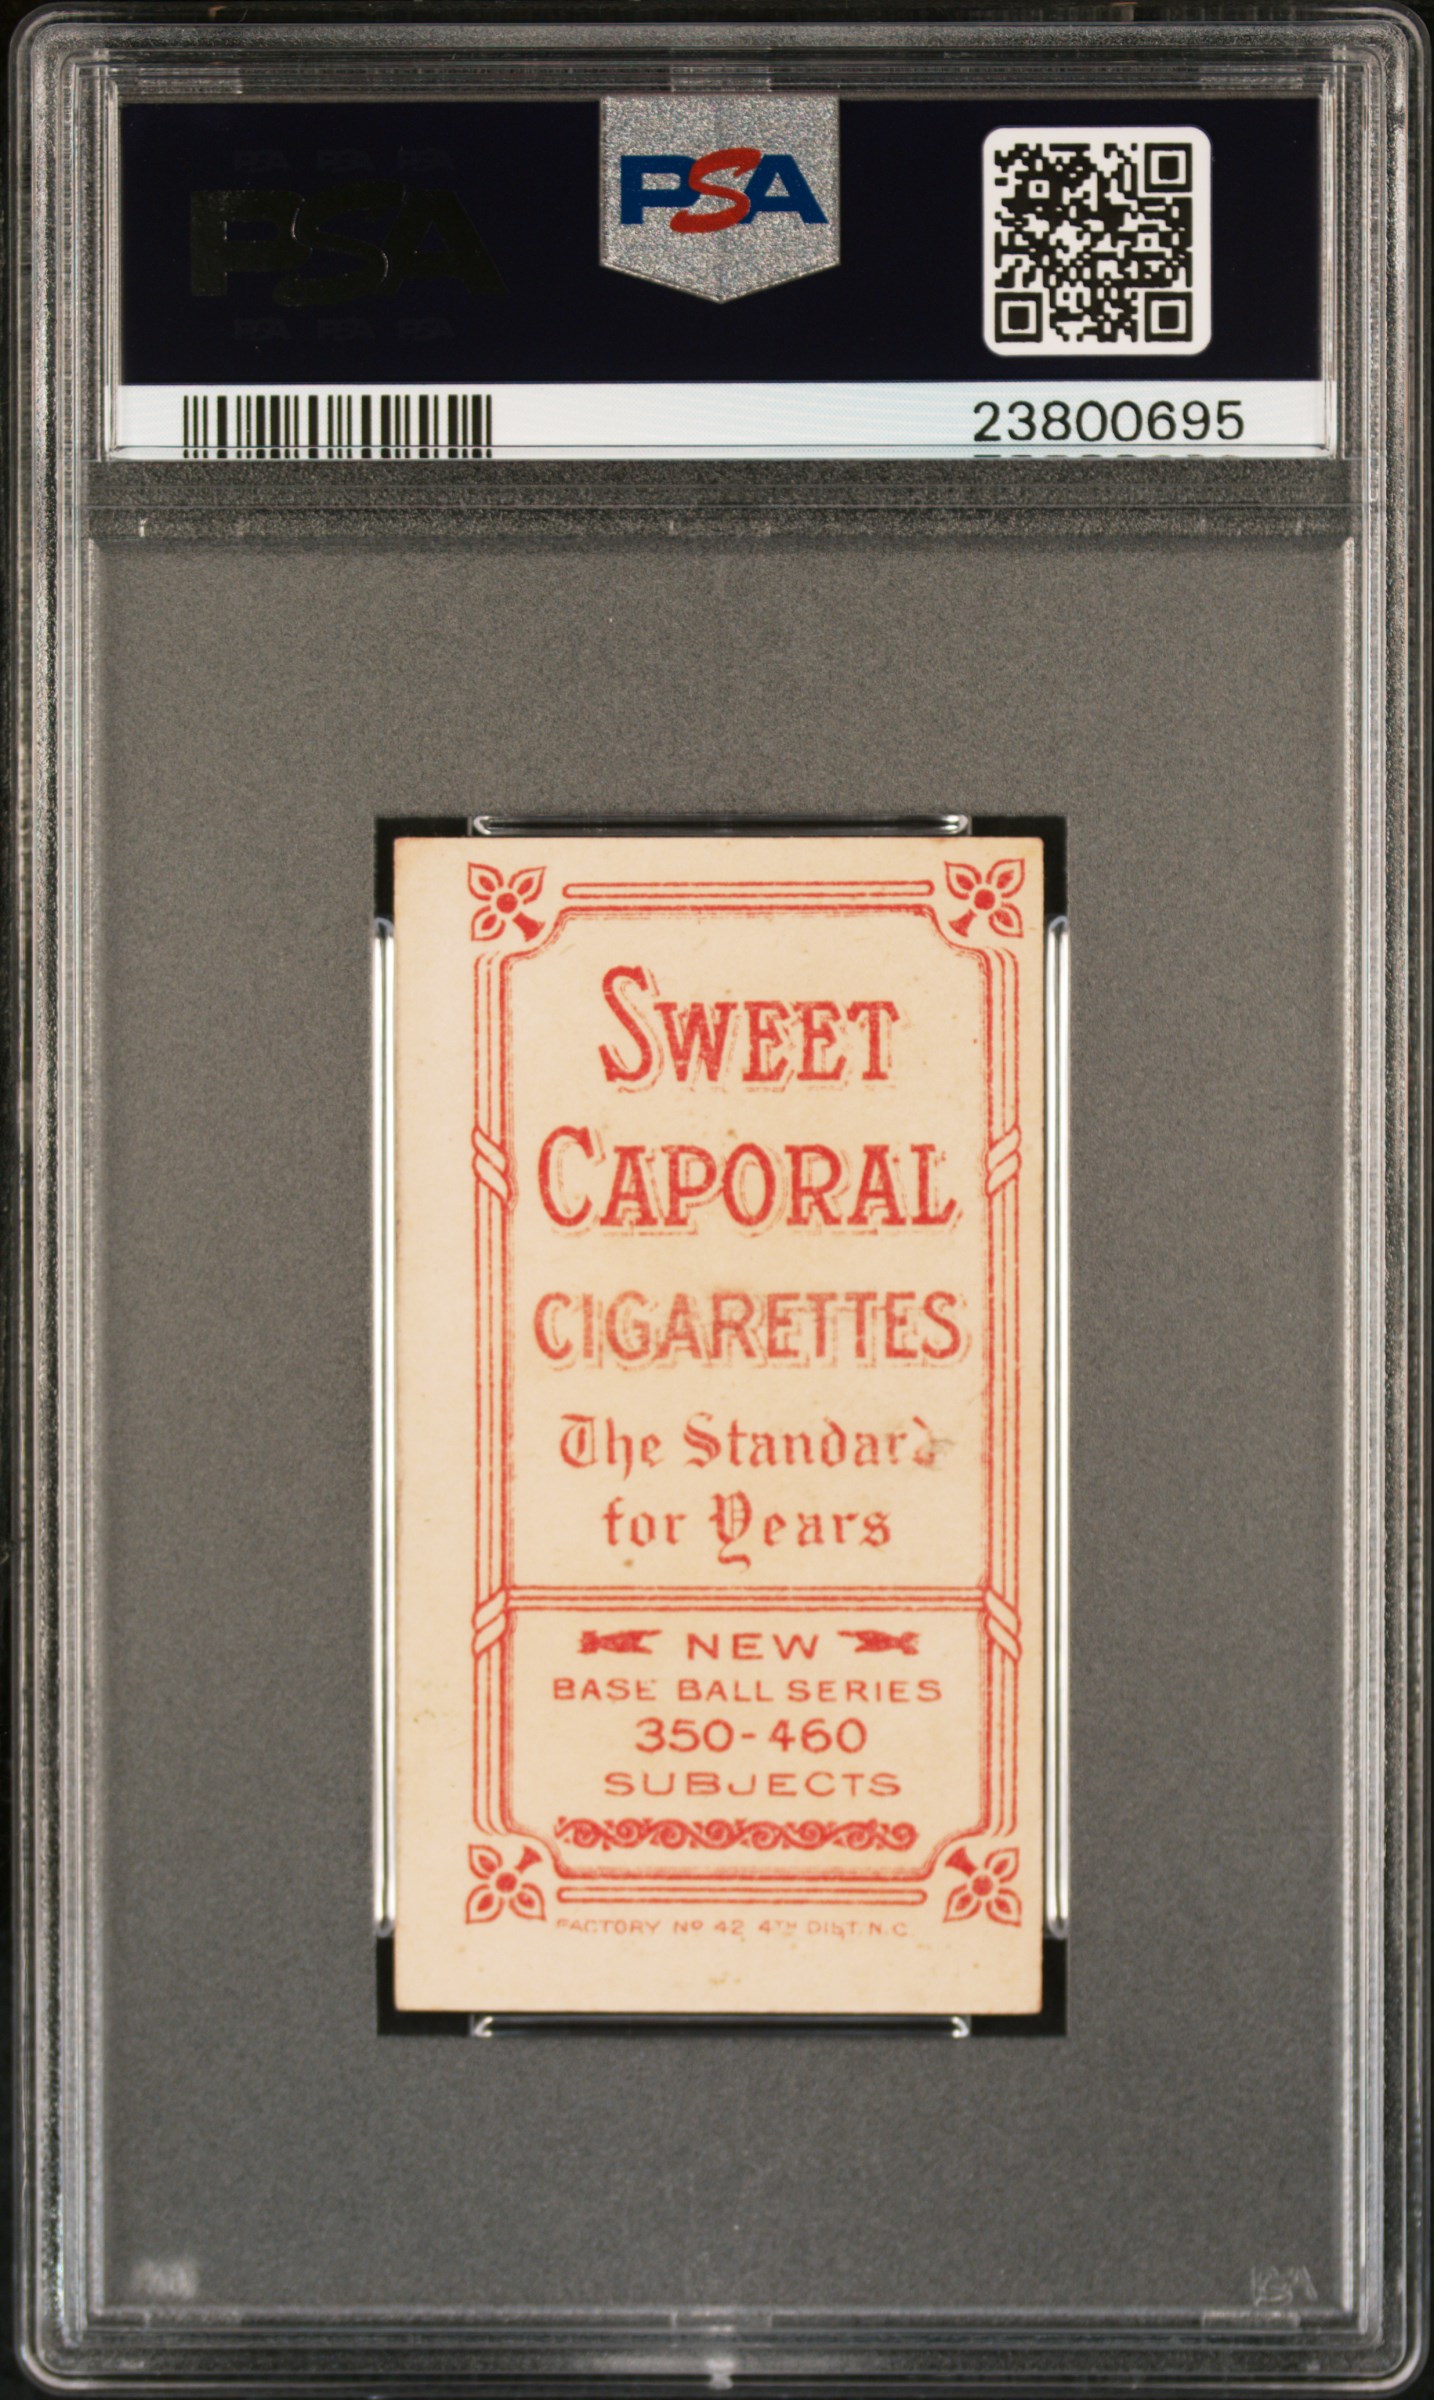 PSA
PSA
23800695
SWEET
CAPORAL
CIGARETTES
The Standard
for Years
NEW
BASE BALL SERIES
350-460
SUBJECTS
FACTORY Nº 42 4TH DIST. N.C.